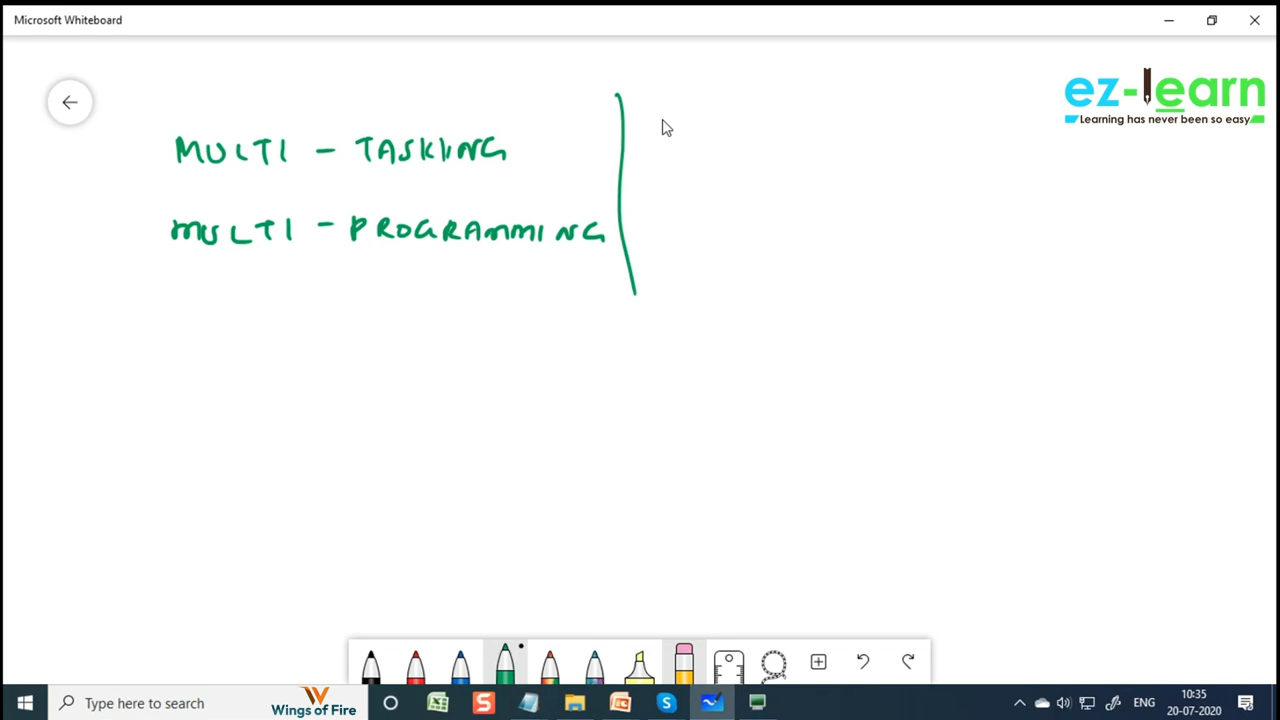 Microsoft Whiteboard
ez-learn
Learning has never been so easy
MULTI - TASKING
MULTI - PROGRAMMING
Type here to search
Wings of Fire
ENG
10:35
20-07-2020